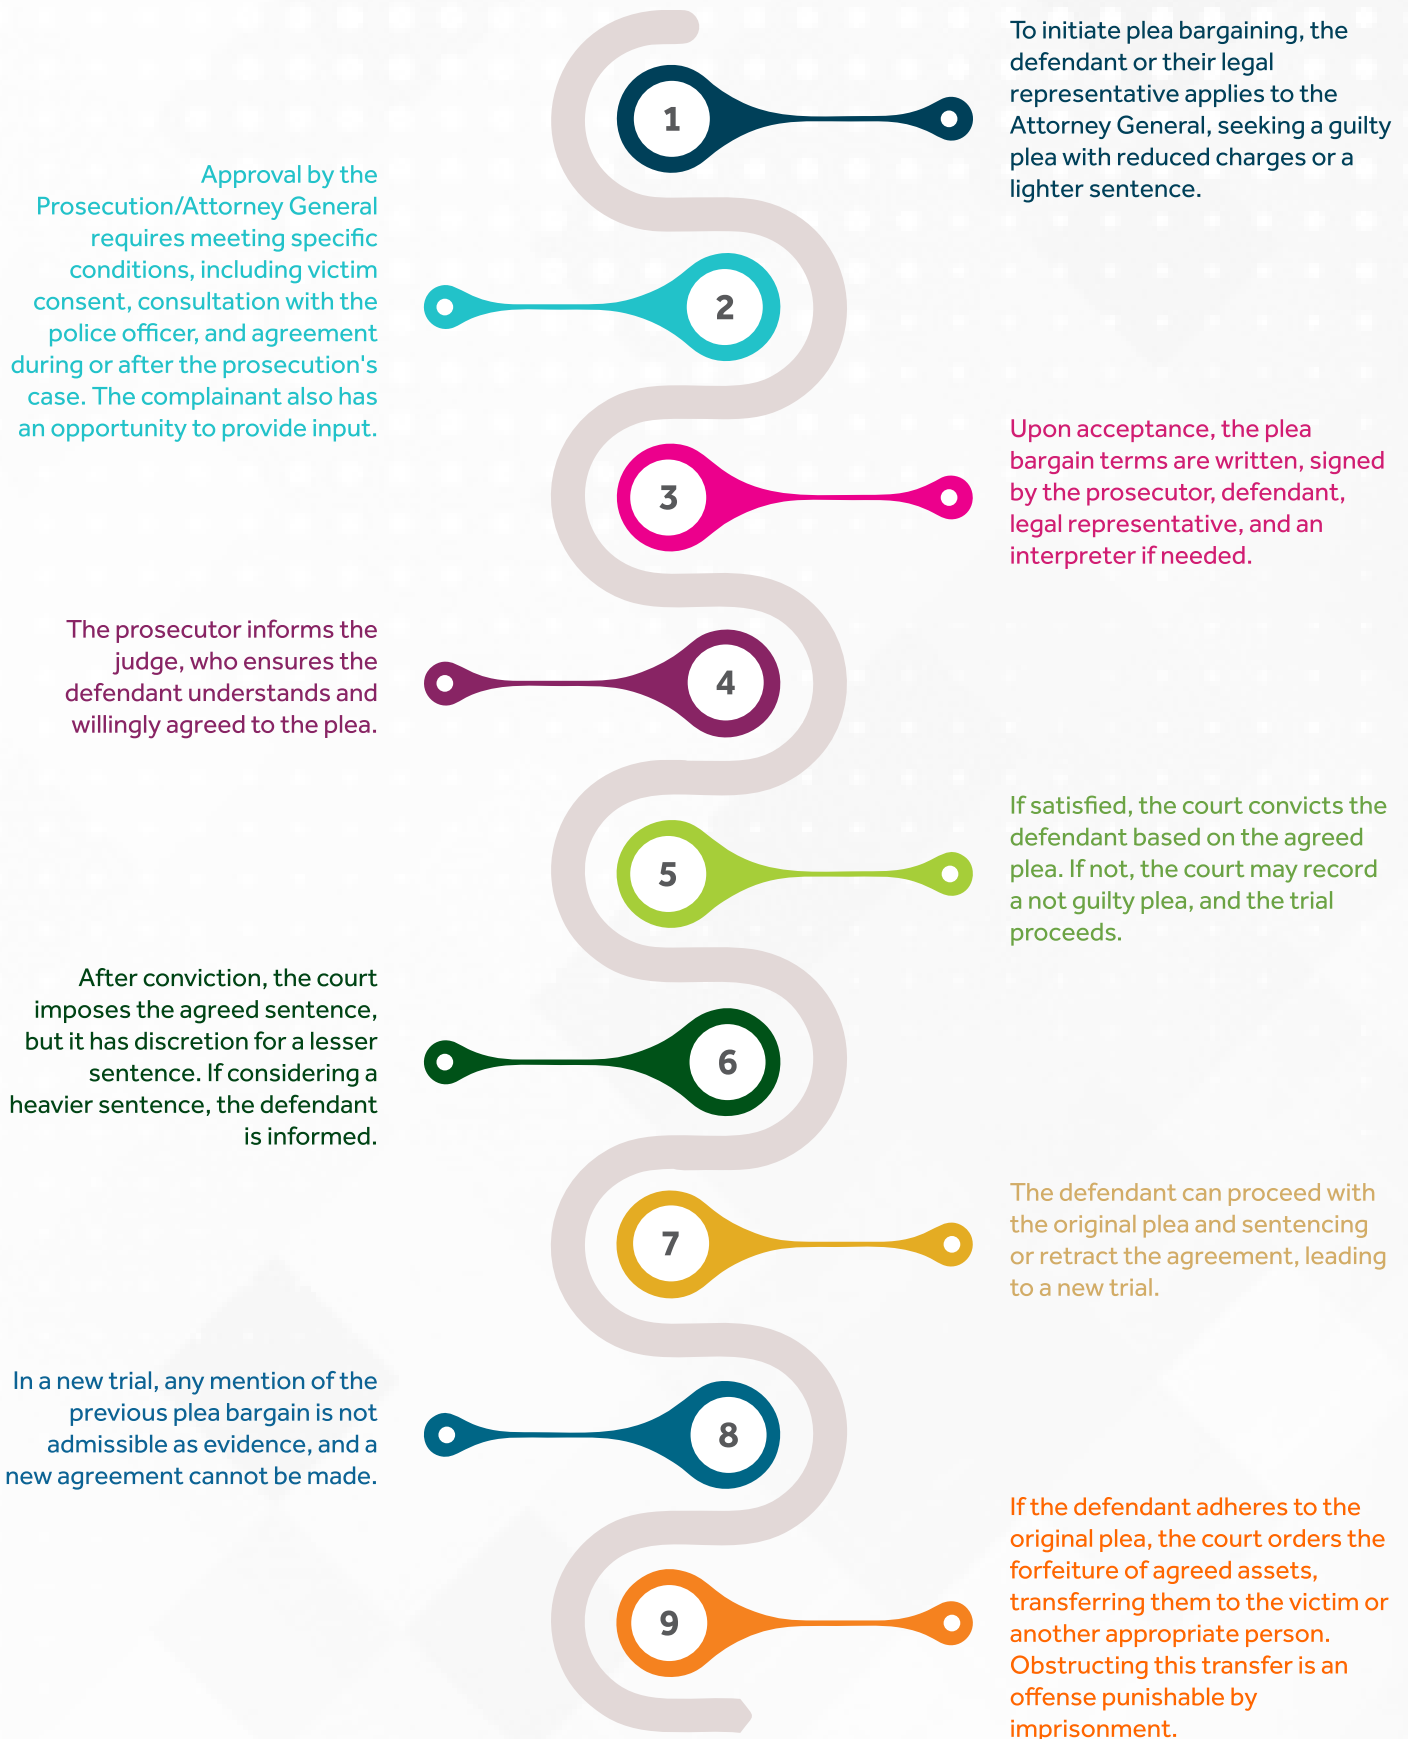 1
To initiate plea bargaining, the
defendant or their legal
representative applies to the
Attorney General, seeking a guilty
plea with reduced charges or a
lighter sentence.
Approval by the
Prosecution/Attorney General
requires meeting specific
conditions, including victim
consent, consultation with the
police officer, and agreement
during or after the prosecution's
case. The complainant also has
an opportunity to provide input.
2
3
Upon acceptance, the plea
bargain terms are written, signed
by the prosecutor, defendant,
legal representative, and an
interpreter if needed.
The prosecutor informs the
judge, who ensures the
defendant understands and
willingly agreed to the plea.
4
5
If satisfied, the court convicts the
defendant based on the agreed
plea. If not, the court may record
a not guilty plea, and the trial
proceeds.
After conviction, the court
imposes the agreed sentence,
but it has discretion for a lesser
sentence. If considering a
heavier sentence, the defendant
is informed.
6
7
The defendant can proceed with
the original plea and sentencing
or retract the agreement, leading
to a new trial.
In a new trial, any mention of the
previous plea bargain is not
admissible as evidence, and a
new agreement cannot be made.
8
9
If the defendant adheres to the
original plea, the court orders the
forfeiture of agreed assets,
transferring them to the victim or
another appropriate person.
Obstructing this transfer is an
offense punishable by
imprisonment.